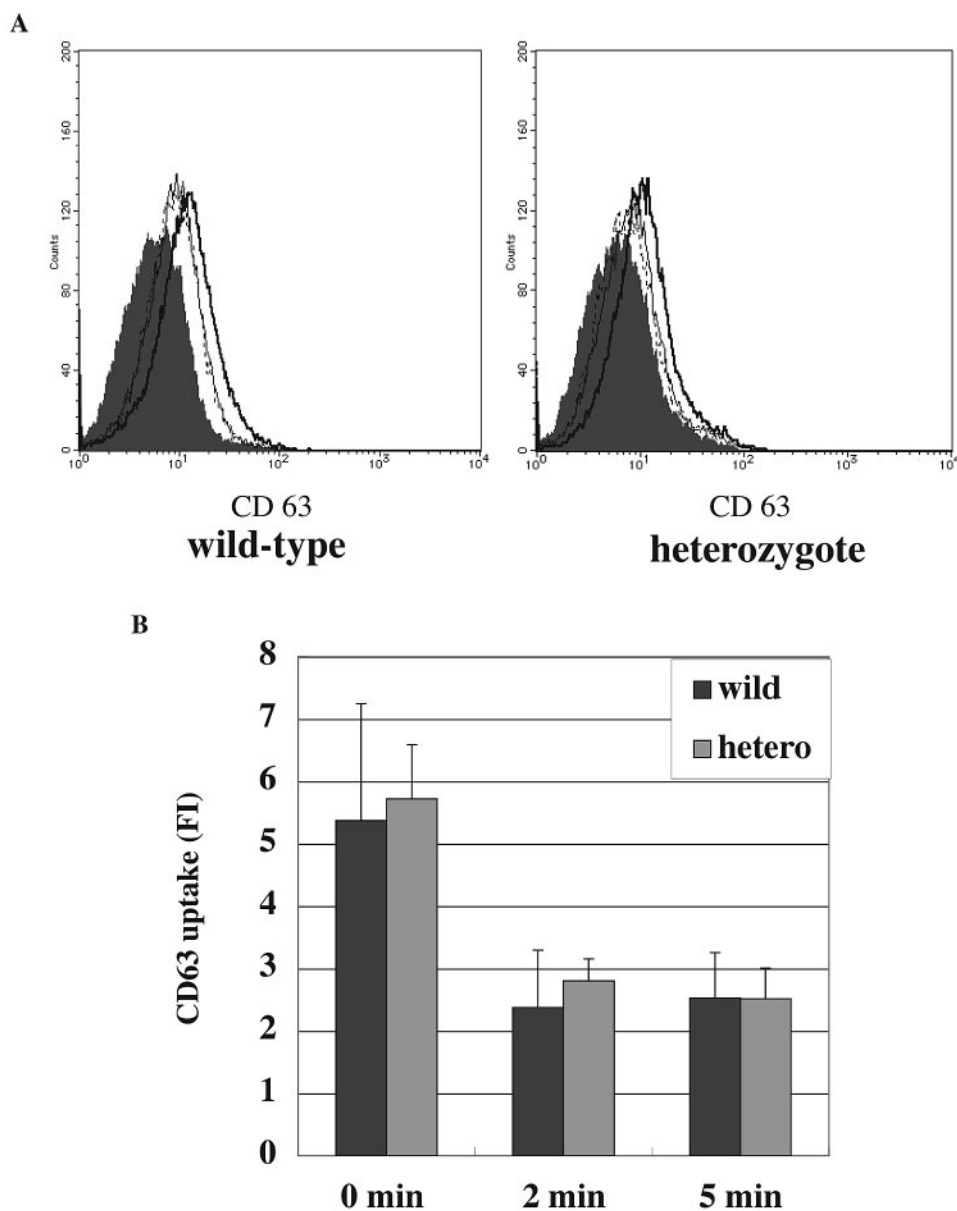 A
200
160
120
80
40
0
Counts
10^0 10^1 10^2 10^3 10^4
CD 63
wild-type
200
160
120
80
40
0
Counts
10^0 10^1 10^2 10^3 10^4
CD 63
heterozygote
B
8
7
6
5
4
3
2
1
0
CD63 uptake (FI)
wild
hetero
0 min 2 min 5 min